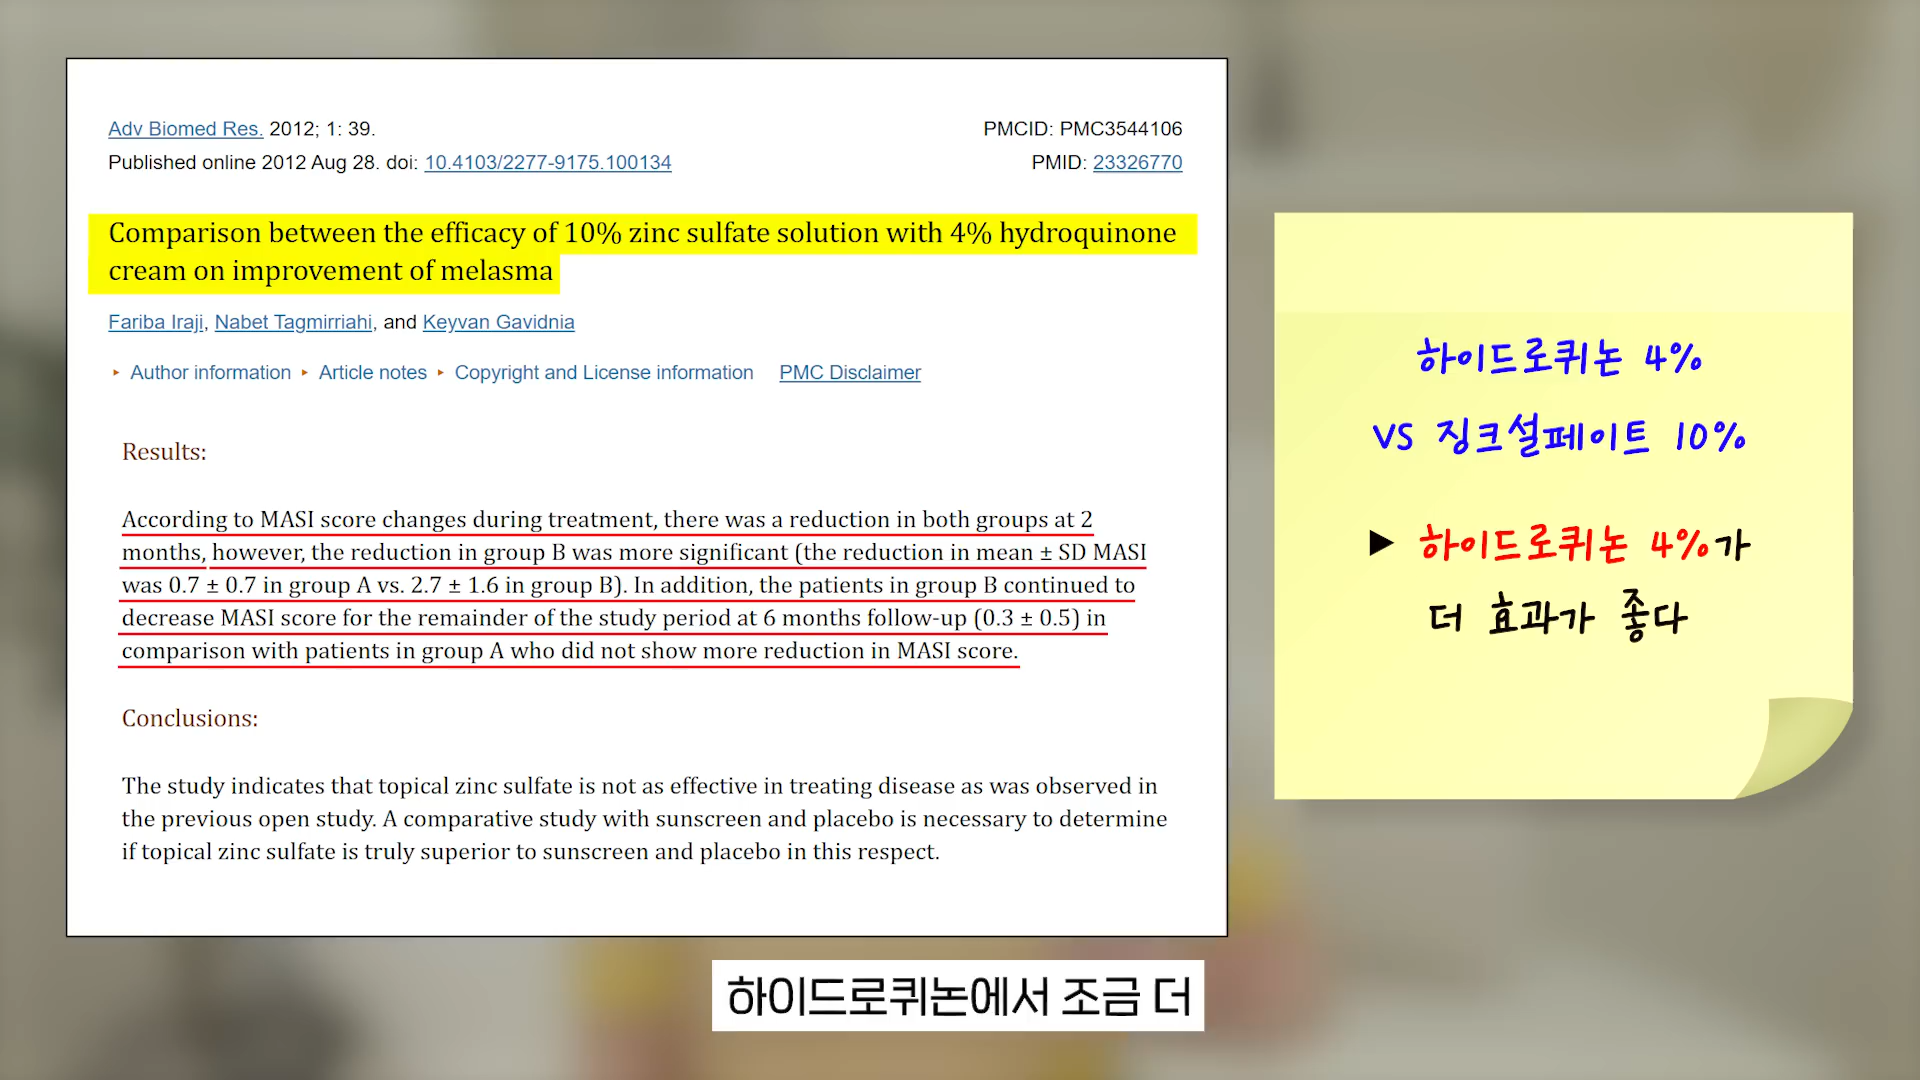 Adv Biomed Res. 2012; 1: 39.
PMCID: PMC3544106
Published online 2012 Aug 28. doi: 10.4103/2277-9175.100134
PMID: 23326770
Comparison between the efficacy of 10% zinc sulfate solution with 4% hydroquinone
cream on improvement of melasma
Fariba Iraji, Nabet Tagmirriahi, and Keyvan Gavidnia
▸ Author information ▸ Article notes ▸ Copyright and License information PMC Disclaimer
Results:
According to MASI score changes during treatment, there was a reduction in both groups at 2
months, however, the reduction in group B was more significant (the reduction in mean ± SD MASI
was 0.7 ± 0.7 in group A vs. 2.7 ± 1.6 in group B). In addition, the patients in group B continued to
decrease MASI score for the remainder of the study period at 6 months follow-up (0.3 ± 0.5) in
comparison with patients in group A who did not show more reduction in MASI score.
Conclusions:
The study indicates that topical zinc sulfate is not as effective in treating disease as was observed in
the previous open study. A comparative study with sunscreen and placebo is necessary to determine
if topical zinc sulfate is truly superior to sunscreen and placebo in this respect.
하이드로퀴논 4%
VS 징크설페이트 10%
▶ 하이드로퀴논 4%가
더 효과가 좋다
하이드로퀴논에서 조금 더